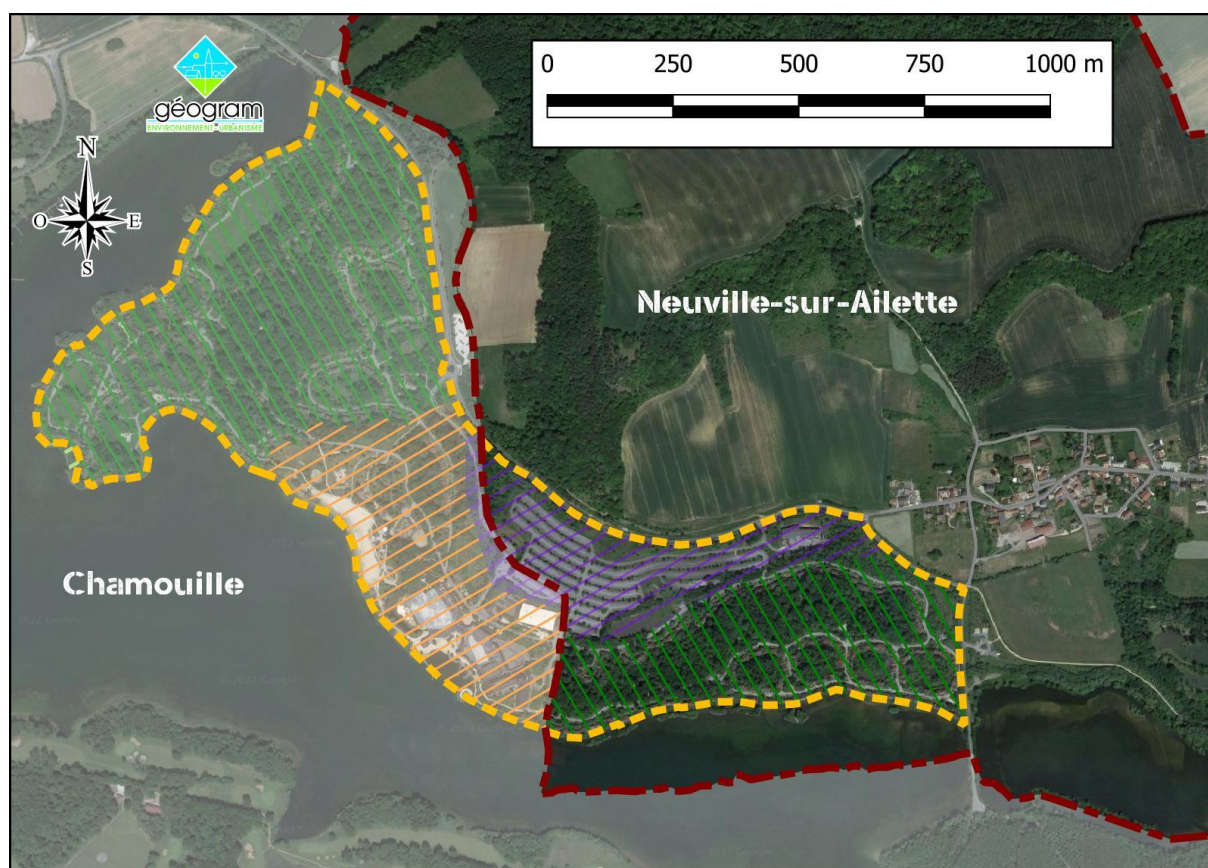 0 250 500 750 1000 m
géogram
ENVIRONNEMENT-URBANISME
N
O E
S
Neuville-sur-Ailette
Chamouille